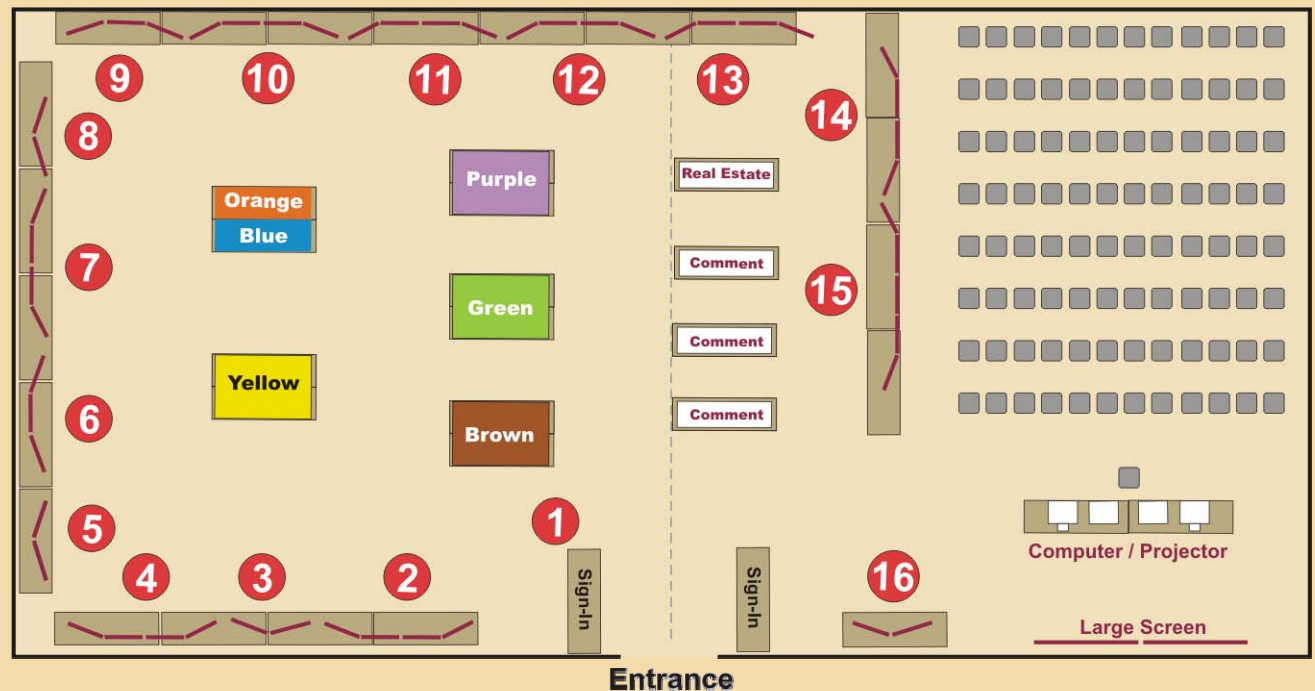 9
10
11
12
13
14
8
Purple
Real Estate
Orange
Blue
7
Comment
15
Green
Comment
Yellow
6
Comment
Brown
5
1
Computer / Projector
4
3
2
Sign-In
Sign-In
16
Large Screen
Entrance